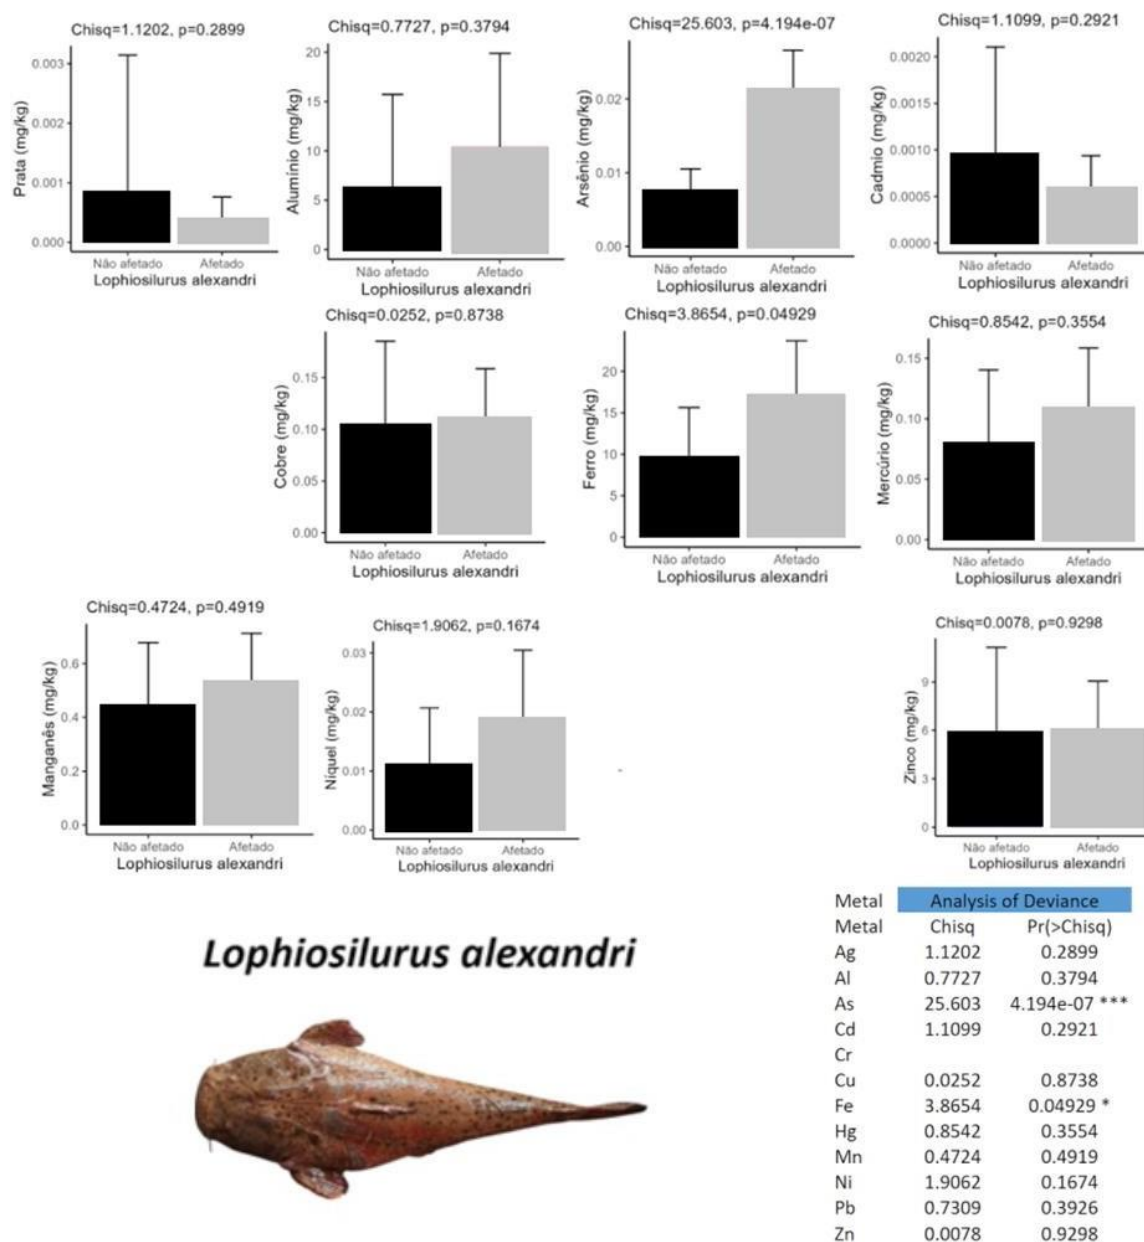 Chisq=1.1202, p=0.2899
Prata (mg/kg)
0.003
0.002
0.001
0.000
Não afetado Afetado
Lophiosilurus alexandri
Chisq=0.7727, p=0.3794
Alumínio (mg/kg)
20
15
10
5
0
Não afetado Afetado
Lophiosilurus alexandri
Chisq=25.603, p=4.194e-07
Arsênio (mg/kg)
0.02
0.01
0.00
Não afetado Afetado
Lophiosilurus alexandri
Chisq=1.1099, p=0.2921
Cadmio (mg/kg)
0.0020
0.0015
0.0010
0.0005
0.0000
Não afetado Afetado
Lophiosilurus alexandri
Chisq=0.0252, p=0.8738
Cobre (mg/kg)
0.15
0.10
0.05
0.00
Não afetado Afetado
Lophiosilurus alexandri
Chisq=3.8654, p=0.04929
Ferro (mg/kg)
20
15
10
5
0
Não afetado Afetado
Lophiosilurus alexandri
Chisq=0.8542, p=0.3554
Mercúrio (mg/kg)
0.15
0.10
0.05
0.00
Não afetado Afetado
Lophiosilurus alexandri
Chisq=0.4724, p=0.4919
Manganês (mg/kg)
0.6
0.4
0.2
0.0
Não afetado Afetado
Lophiosilurus alexandri
Chisq=1.9062, p=0.1674
Níquel (mg/kg)
0.03
0.02
0.01
0.00
Não afetado Afetado
Lophiosilurus alexandri
Chisq=0.0078, p=0.9298
Zinco (mg/kg)
9
6
3
0
Não afetado Afetado
Lophiosilurus alexandri
Lophiosilurus alexandri
Metal Analysis of Deviance
Metal Chisq Pr(>Chisq)
Ag 1.1202 0.2899
Al 0.7727 0.3794
As 25.603 4.194e-07 ***
Cd 1.1099 0.2921
Cr
Cu 0.0252 0.8738
Fe 3.8654 0.04929 *
Hg 0.8542 0.3554
Mn 0.4724 0.4919
Ni 1.9062 0.1674
Pb 0.7309 0.3926
Zn 0.0078 0.9298